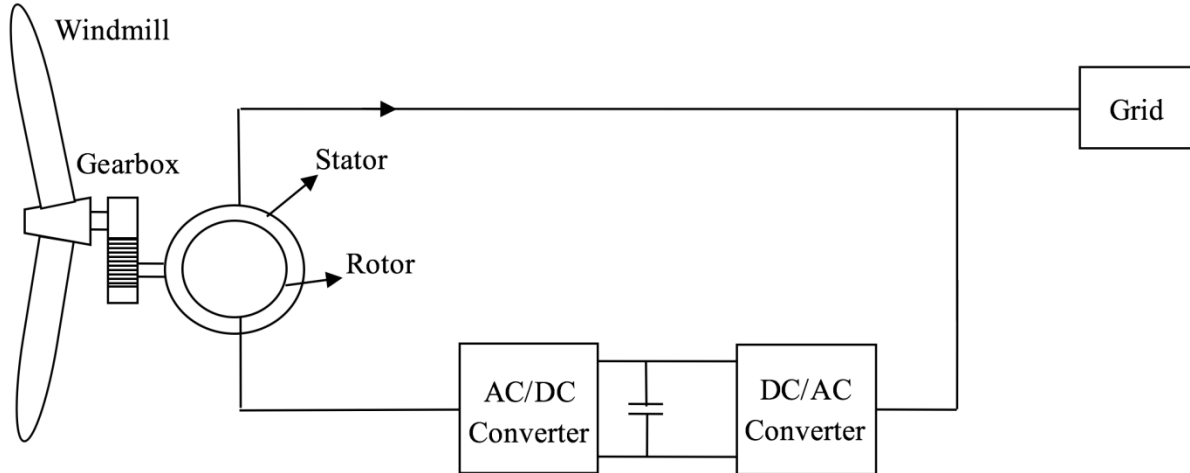 Windmill
Grid
Gearbox
Stator
Rotor
AC/DC
Converter
DC/AC
Converter